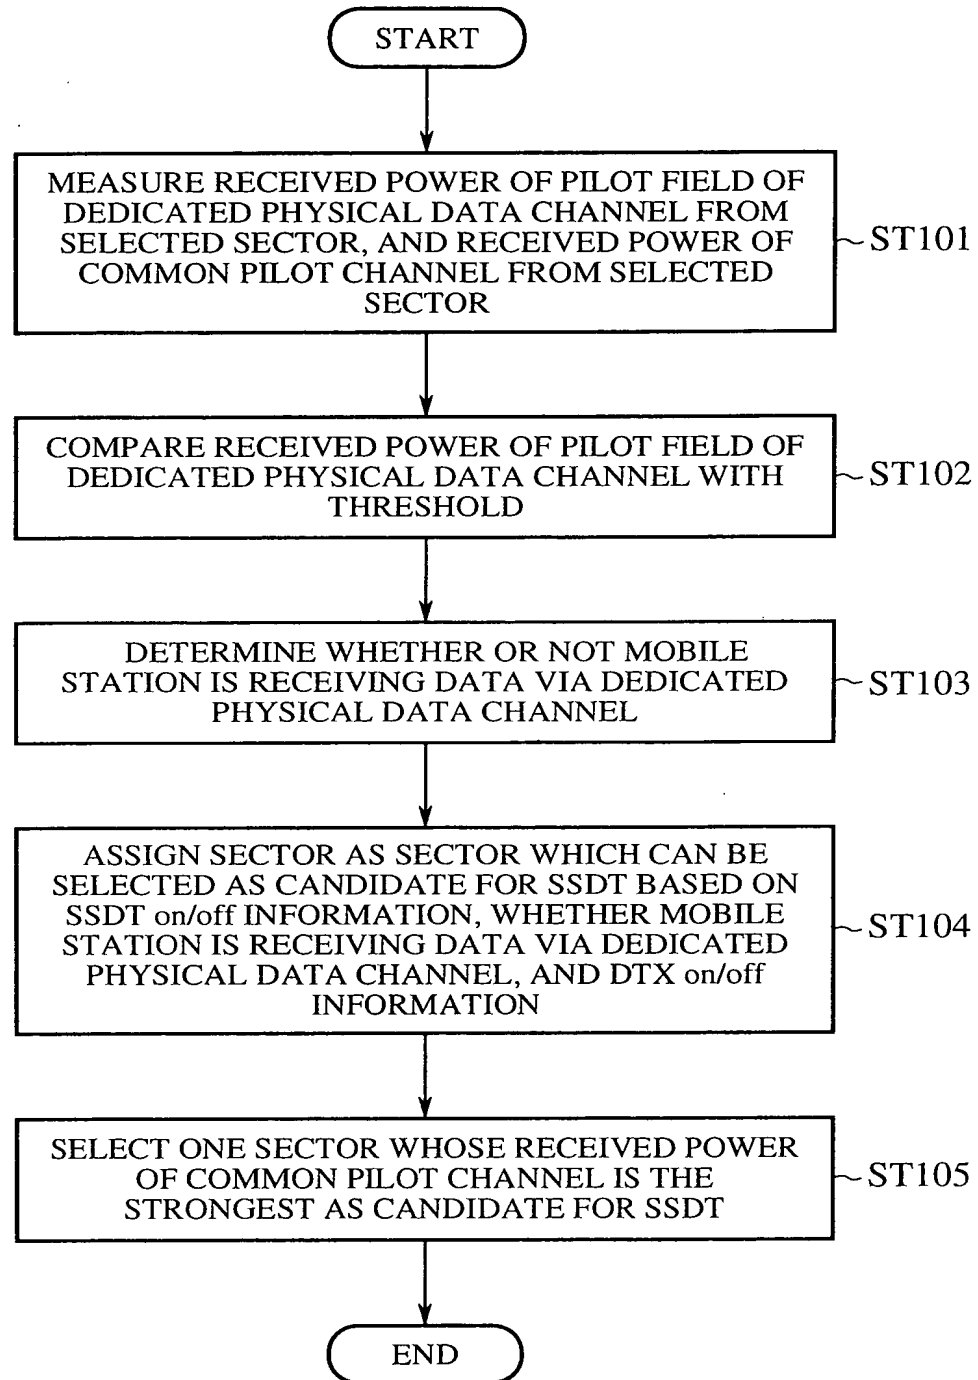 START
MEASURE RECEIVED POWER OF PILOT FIELD OF
DEDICATED PHYSICAL DATA CHANNEL FROM
SELECTED SECTOR, AND RECEIVED POWER OF
COMMON PILOT CHANNEL FROM SELECTED
SECTOR
ST101
COMPARE RECEIVED POWER OF PILOT FIELD OF
DEDICATED PHYSICAL DATA CHANNEL WITH
THRESHOLD
ST102
DETERMINE WHETHER OR NOT MOBILE
STATION IS RECEIVING DATA VIA DEDICATED
PHYSICAL DATA CHANNEL
ST103
ASSIGN SECTOR AS SECTOR WHICH CAN BE
SELECTED AS CANDIDATE FOR SSDT BASED ON
SSDT on/off INFORMATION, WHETHER MOBILE
STATION IS RECEIVING DATA VIA DEDICATED
PHYSICAL DATA CHANNEL, AND DTX on/off
INFORMATION
ST104
SELECT ONE SECTOR WHOSE RECEIVED POWER
OF COMMON PILOT CHANNEL IS THE
STRONGEST AS CANDIDATE FOR SSDT
ST105
END